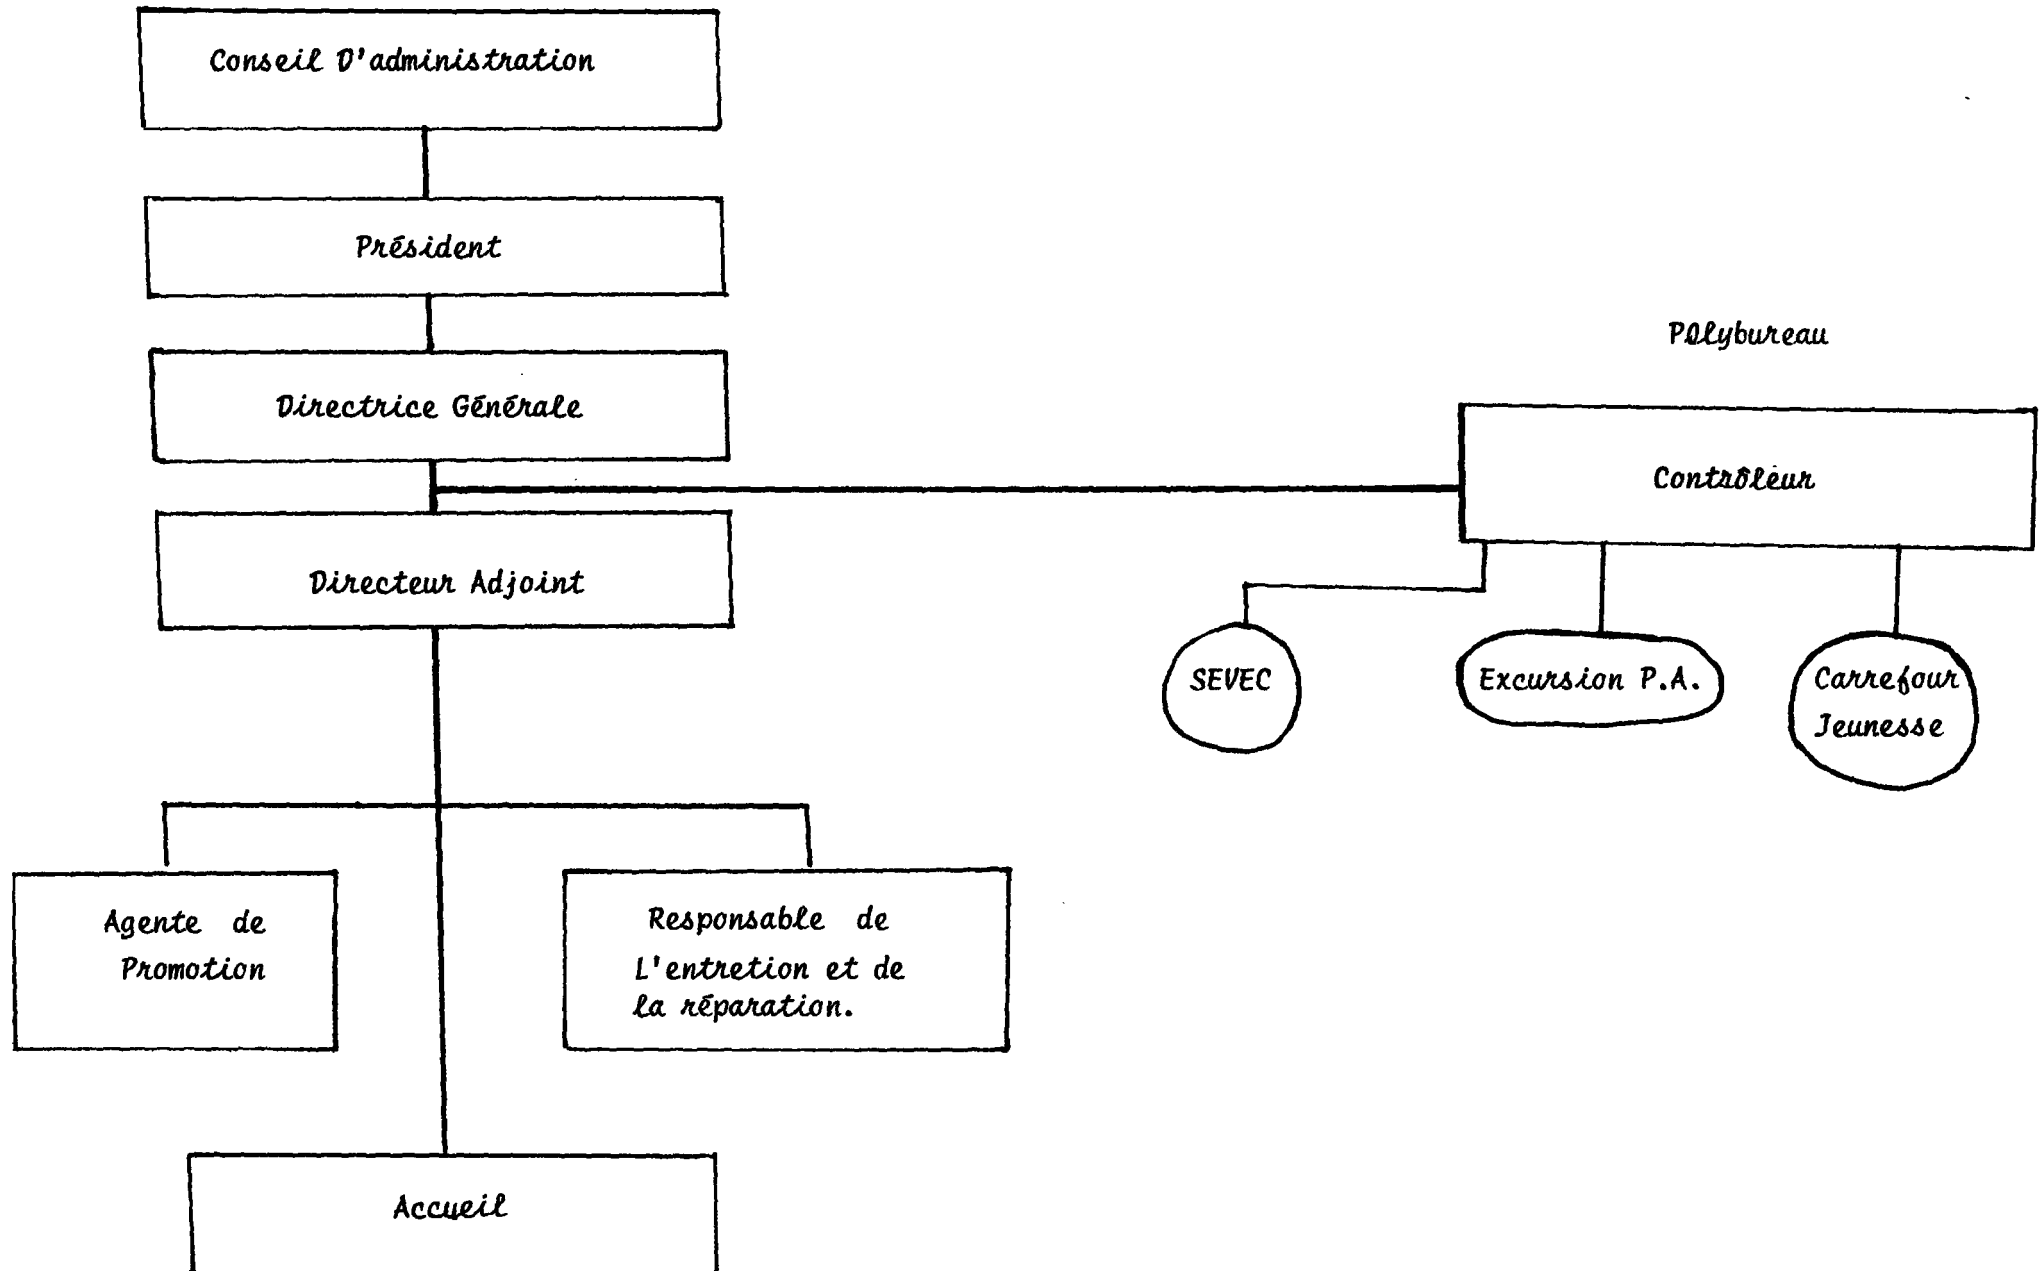 Conseil D'administration
Président
POlybureau
Directrice Générale
Contrôleur
Directeur Adjoint
SEVEC
Excursion P.A.
Carrefour
Jeunesse
Agente de
Promotion
Responsable de
L'entretion et de
la réparation.
Accueil